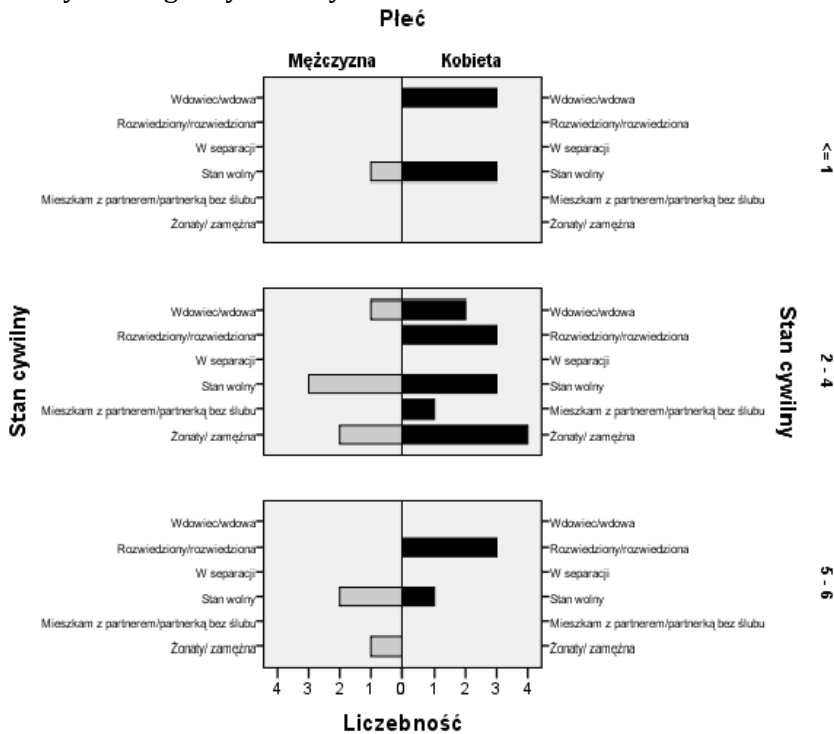 Płeć
Mężczyzna Kobieta
Wdowiec/wdowa Wdowiec/wdowa
Rozwiedziony/rozwiedziona Rozwiedziony/rozwiedziona
W separacji W separacji
Stan wolny Stan wolny
Mieszkam z partnerem/partnerką bez ślubu Mieszkam z partnerem/partnerką bez ślubu
Żonaty/ zamężna Żonaty/ zamężna
<= 1
Wdowiec/wdowa Wdowiec/wdowa
Rozwiedziony/rozwiedziona Rozwiedziony/rozwiedziona
W separacji W separacji
Stan wolny Stan wolny
Mieszkam z partnerem/partnerką bez ślubu Mieszkam z partnerem/partnerką bez ślubu
Żonaty/ zamężna Żonaty/ zamężna
2 - 4
Stan cywilny
Stan cywilny
Wdowiec/wdowa Wdowiec/wdowa
Rozwiedziony/rozwiedziona Rozwiedziony/rozwiedziona
W separacji W separacji
Stan wolny Stan wolny
Mieszkam z partnerem/partnerką bez ślubu Mieszkam z partnerem/partnerką bez ślubu
Żonaty/ zamężna Żonaty/ zamężna
5 - 6
4 3 2 1 0 1 2 3 4
Liczebność